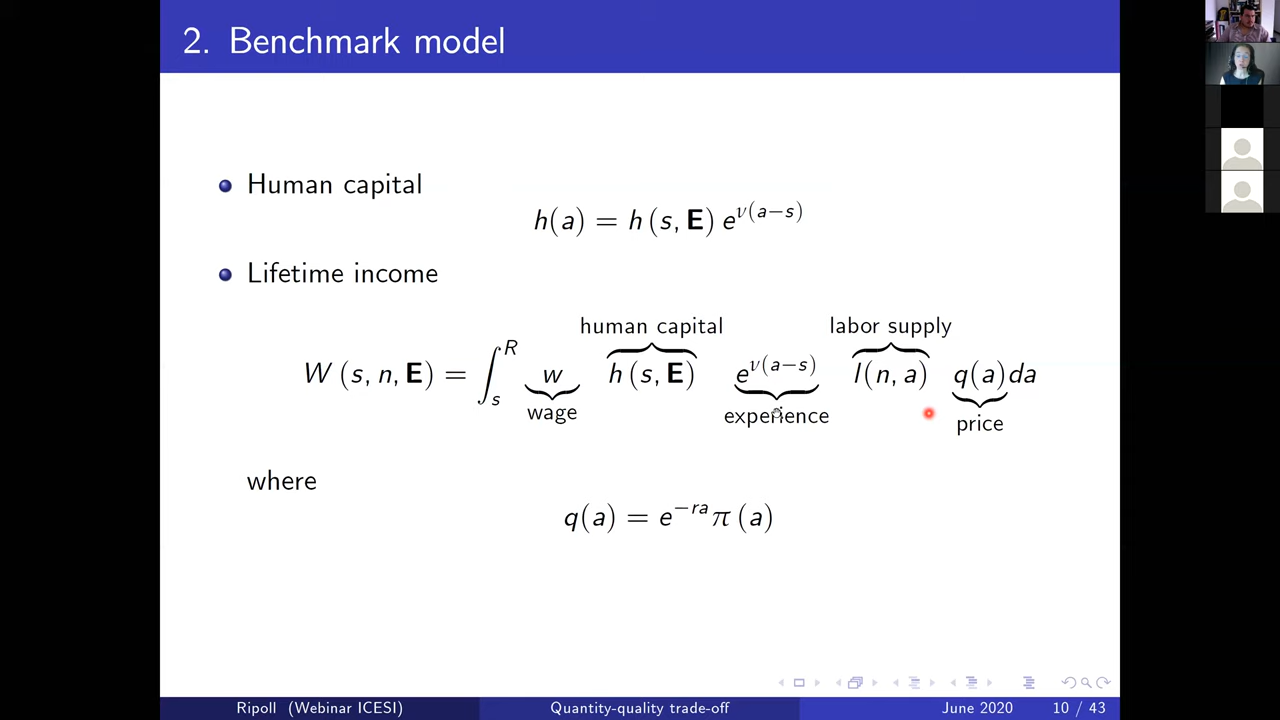 2. Benchmark model
Human capital
h(a) = h (s, E) e^{ν(a−s)}
Lifetime income
human capital labor supply
W (s, n, E) = ∫_s^R w h (s, E) e^{ν(a−s)} l(n, a) q(a)da
wage experience price
where
q(a) = e^{−ra} π (a)
Ripoll (Webinar ICESI) Quantity-quality trade-off June 2020 10 / 43